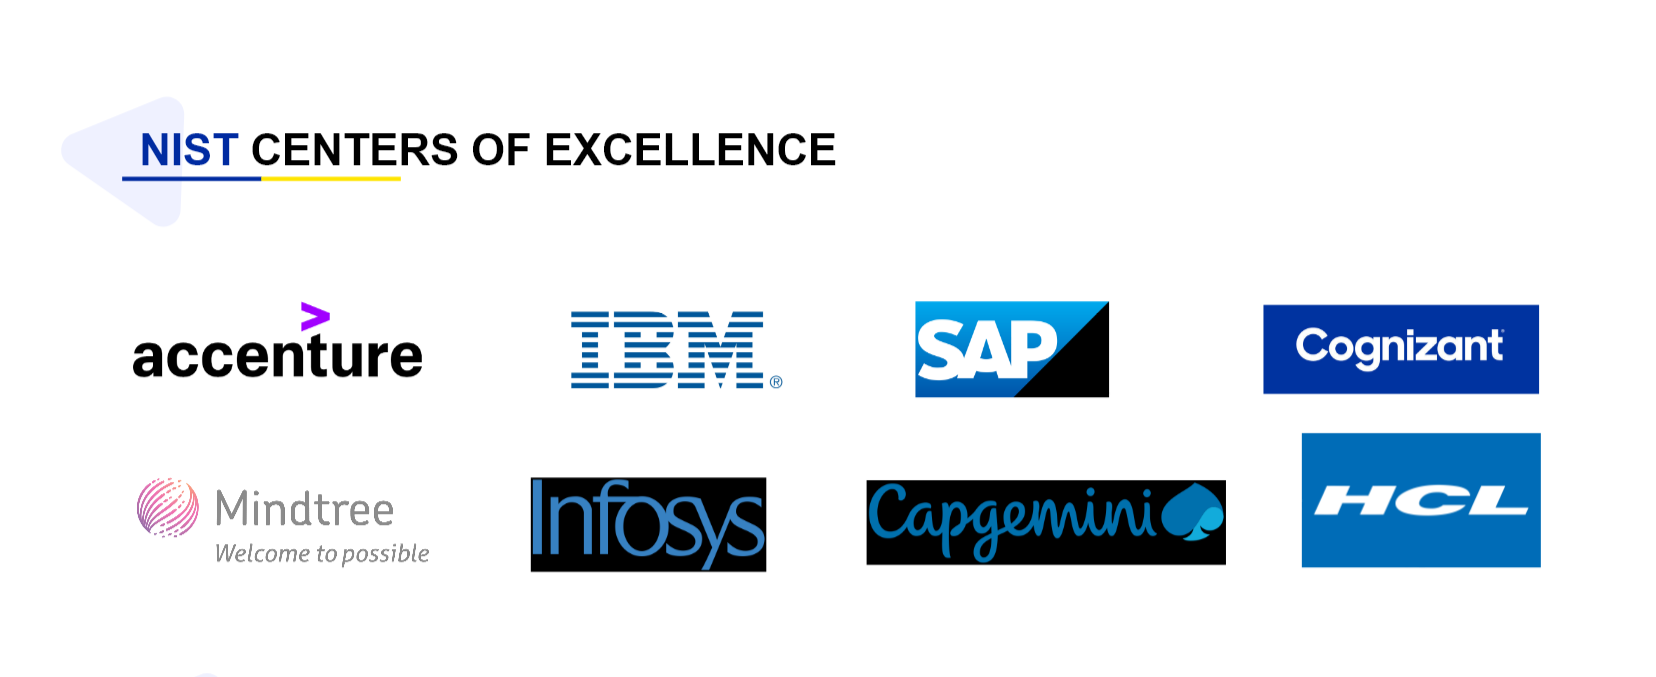 NIST CENTERS OF EXCELLENCE
accenture
IBM®
SAP
Cognizant
Mindtree
Welcome to possible
Infosys
Capgemini
HCL